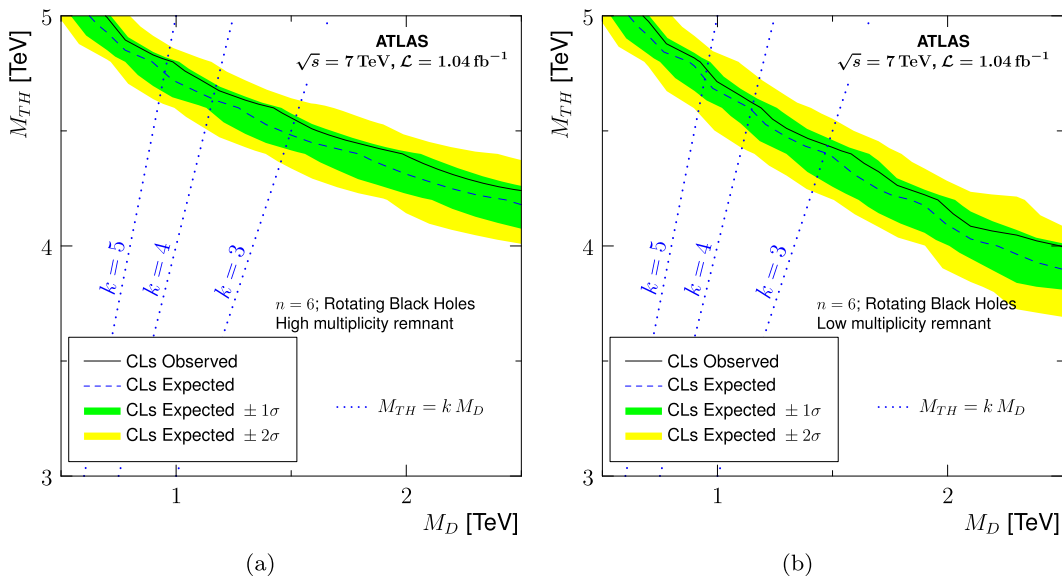 5
4
3
M_TH [TeV]
ATLAS
√s = 7 TeV, L = 1.04 fb⁻¹
k = 5
k = 4
k = 3
n = 6; Rotating Black Holes
High multiplicity remnant
CLs Observed
CLs Expected
CLs Expected ± 1σ
CLs Expected ± 2σ
M_TH = k M_D
1
2
M_D [TeV]
(a)
5
4
3
M_TH [TeV]
ATLAS
√s = 7 TeV, L = 1.04 fb⁻¹
k = 5
k = 4
k = 3
n = 6; Rotating Black Holes
Low multiplicity remnant
CLs Observed
CLs Expected
CLs Expected ± 1σ
CLs Expected ± 2σ
M_TH = k M_D
1
2
M_D [TeV]
(b)